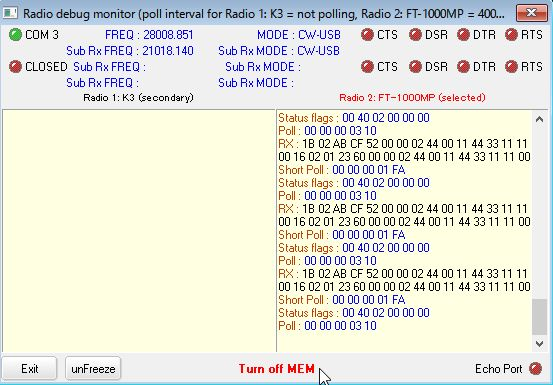 Radio debug monitor (poll interval for Radio 1: K3 = not polling, Radio 2: FT-1000MP = 400...
COM 3 FREQ : 28008.851 MODE : CW-USB CTS DSR DTR RTS
Sub Rx FREQ : 21018.140 Sub Rx MODE : CW-USB
CLOSED Sub Rx FREQ : Sub Rx MODE : CTS DSR DTR RTS
Sub Rx FREQ : Sub Rx MODE :
Radio 1: K3 (secondary) Radio 2: FT-1000MP (selected)
Status flags : 00 40 02 00 00 00
Poll : 00 00 00 03 10
RX : 1B 02 AB CF 52 00 00 02 44 00 11 44 33 11 11
00 16 02 01 23 60 00 00 02 44 00 11 44 33 11 00
Short Poll : 00 00 00 01 FA
Status flags : 00 40 02 00 00 00
Poll : 00 00 00 03 10
RX : 1B 02 AB CF 52 00 00 02 44 00 11 44 33 11 11
00 16 02 01 23 60 00 00 02 44 00 11 44 33 11 00
Short Poll : 00 00 00 01 FA
Status flags : 00 40 02 00 00 00
Poll : 00 00 00 03 10
RX : 1B 02 AB CF 52 00 00 02 44 00 11 44 33 11 11
00 16 02 01 23 60 00 00 02 44 00 11 44 33 11 00
Short Poll : 00 00 00 01 FA
Status flags : 00 40 02 00 00 00
Poll : 00 00 00 03 10
Exit unFreeze Turn off MEM Echo Port